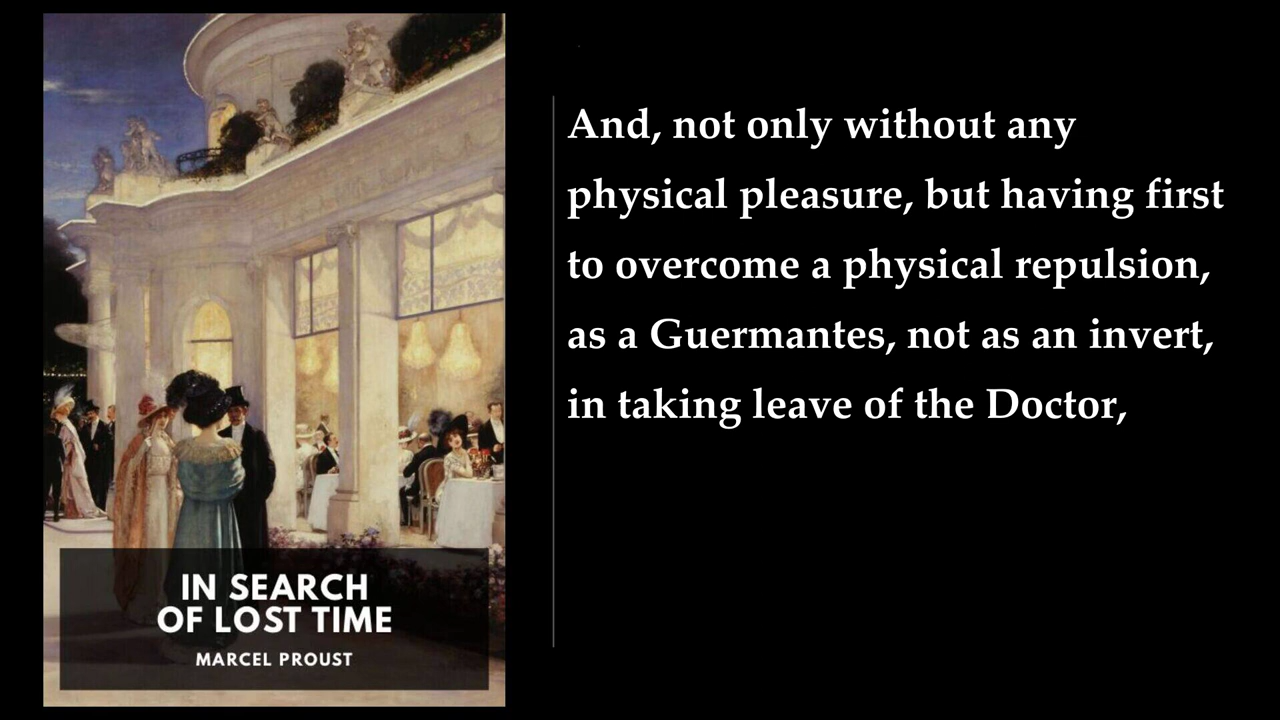 IN SEARCH
OF LOST TIME
MARCEL PROUST
And, not only without any
physical pleasure, but having first
to overcome a physical repulsion,
as a Guermantes, not as an invert,
in taking leave of the Doctor,